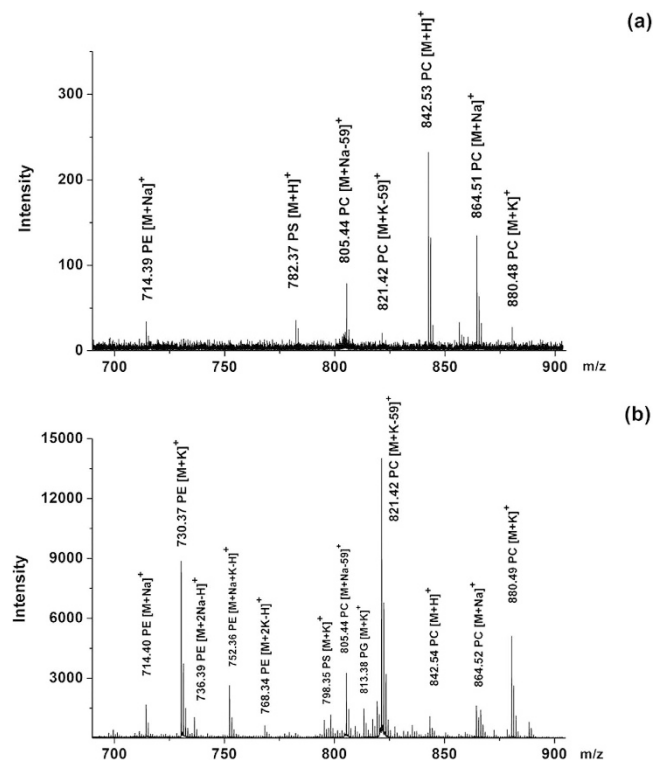 (a)
300
200
100
0
Intensity
714.39 PE [M+Na]+
782.37 PS [M+H]+
805.44 PC [M+Na-59]+
821.42 PC [M+K-59]+
842.53 PC [M+H]+
864.51 PC [M+Na]+
880.48 PC [M+K]+
700 750 800 850 900 m/z
(b)
15000
12000
9000
6000
3000
Intensity
714.40 PE [M+Na]+
730.37 PE [M+K]+
736.39 PE [M+2Na-H]+
752.36 PE [M+Na+K-H]+
768.34 PE [M+2K-H]+
798.35 PS [M+K]+
805.44 PC [M+Na-59]+
813.38 PG [M+K]+
821.42 PC [M+K-59]+
842.54 PC [M+H]+
864.52 PC [M+Na]+
880.49 PC [M+K]+
700 750 800 850 900 m/z